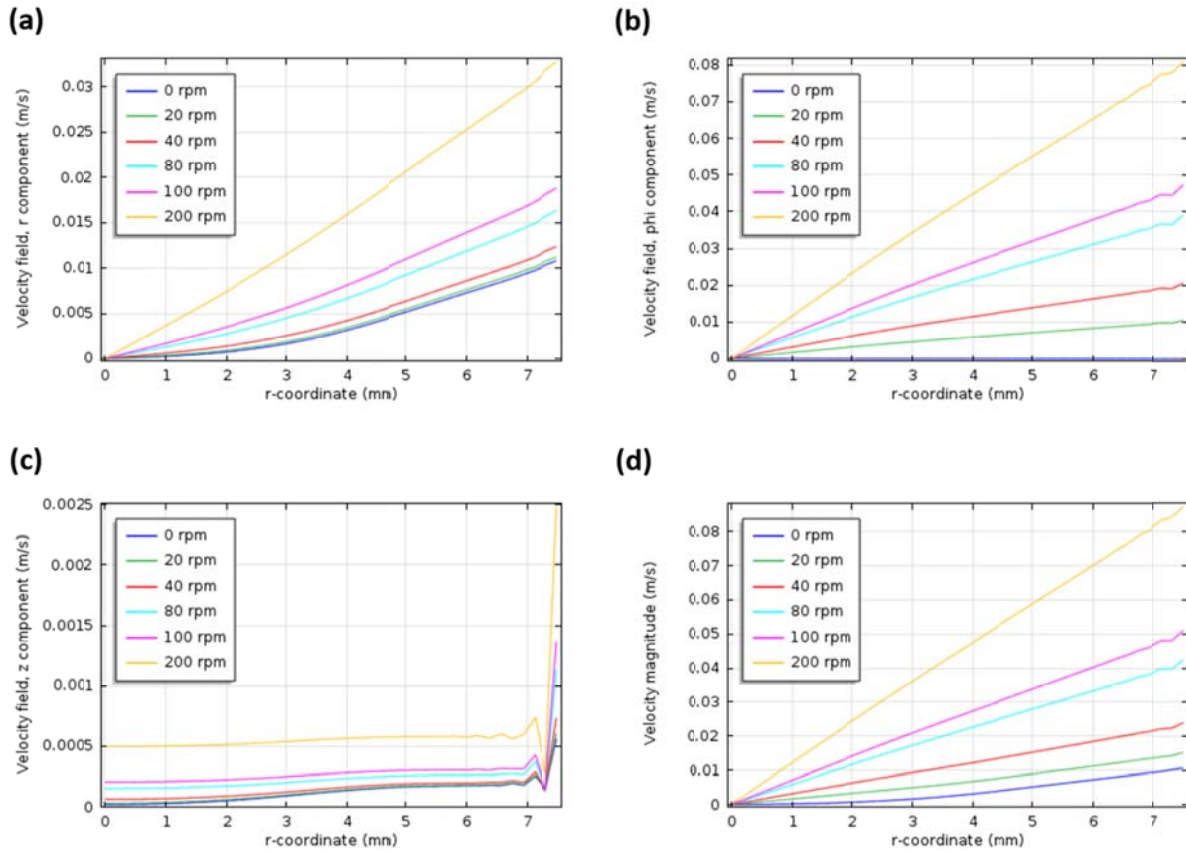 (a)
Velocity field, r component (m/s)
0.03
0.025
0.02
0.015
0.01
0.005
0
0 rpm
20 rpm
40 rpm
80 rpm
100 rpm
200 rpm
0 1 2 3 4 5 6 7
r-coordinate (mm)
(b)
Velocity field, phi component (m/s)
0.08
0.07
0.06
0.05
0.04
0.03
0.02
0.01
0
0 rpm
20 rpm
40 rpm
80 rpm
100 rpm
200 rpm
0 1 2 3 4 5 6 7
r-coordinate (mm)
(c)
Velocity field, z component (m/s)
0.0025
0.002
0.0015
0.001
0.0005
0
0 rpm
20 rpm
40 rpm
80 rpm
100 rpm
200 rpm
0 1 2 3 4 5 6 7
r-coordinate (mm)
(d)
Velocity magnitude (m/s)
0.08
0.07
0.06
0.05
0.04
0.03
0.02
0.01
0
0 rpm
20 rpm
40 rpm
80 rpm
100 rpm
200 rpm
0 1 2 3 4 5 6 7
r-coordinate (mm)